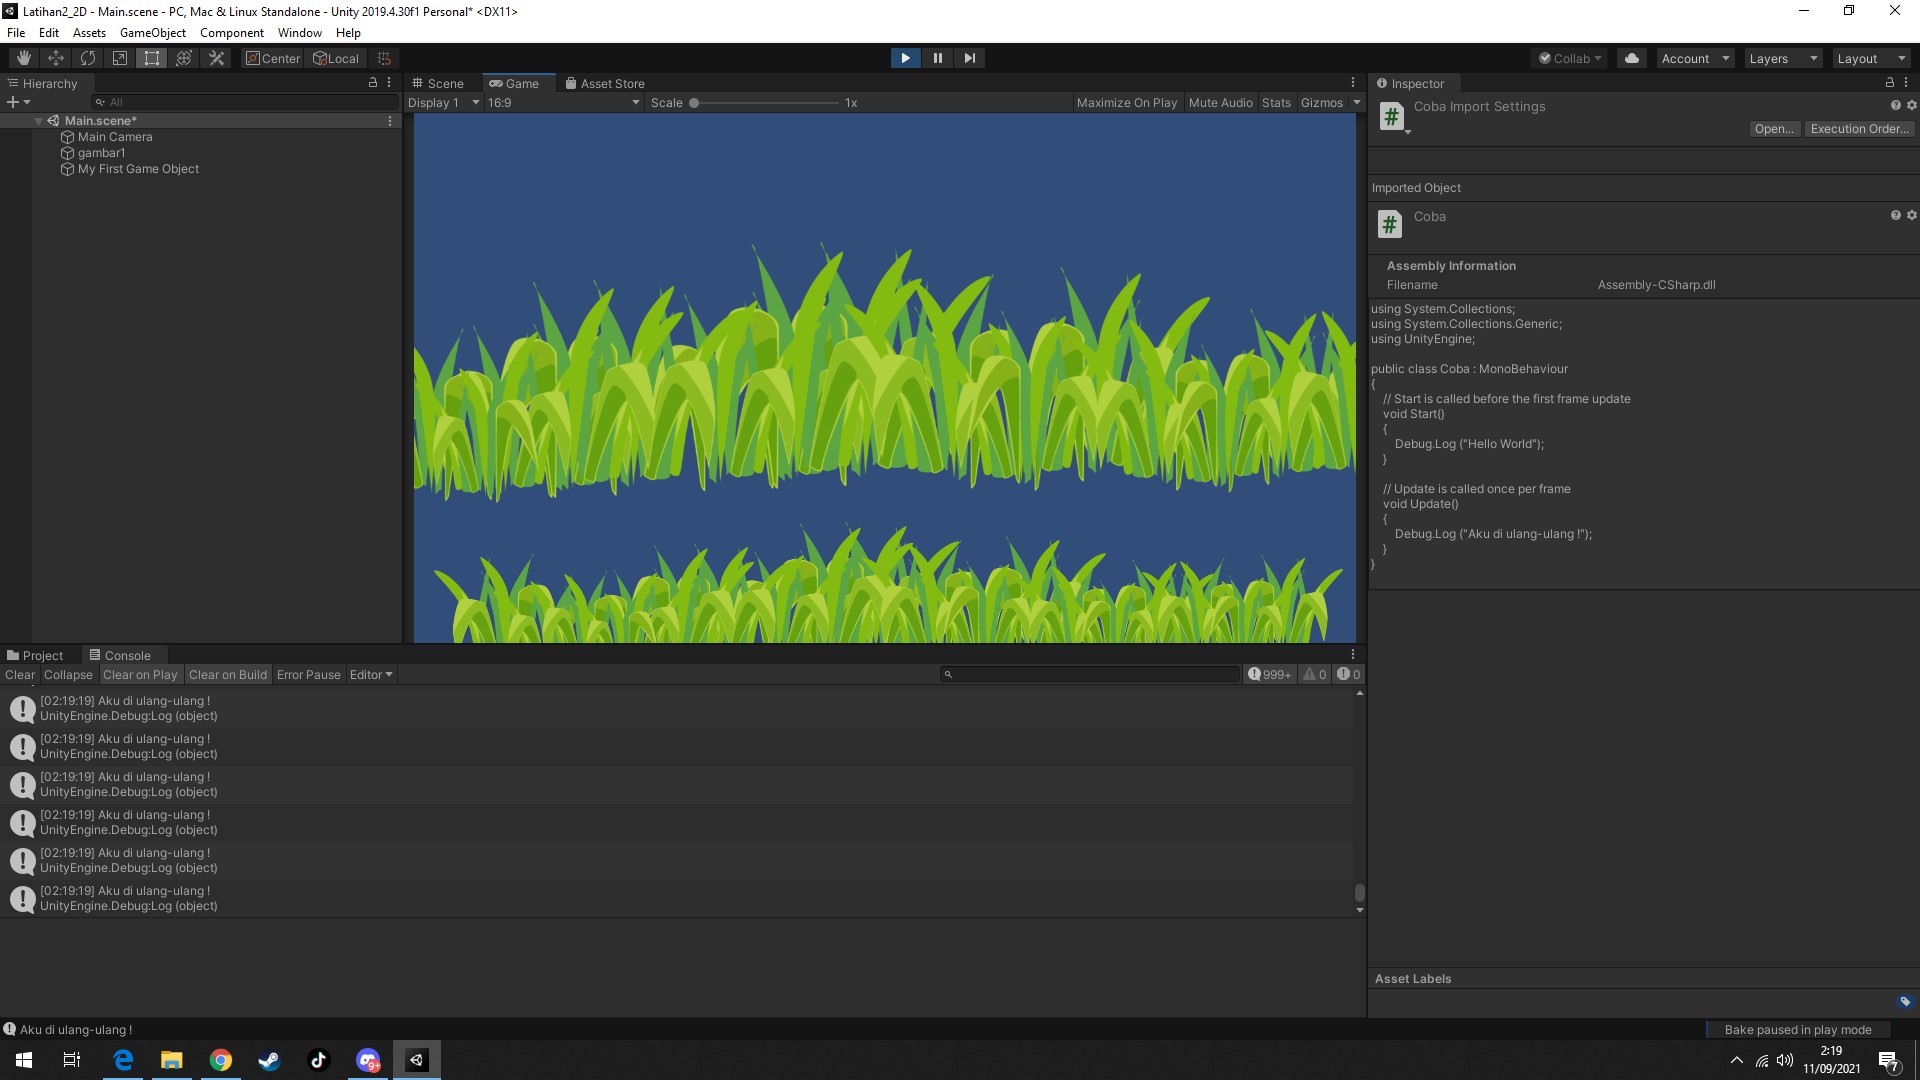 Latihan2_2D - Main.scene - PC, Mac & Linux Standalone - Unity 2019.4.30f1 Personal* <DX11>
File Edit Assets GameObject Component Window Help
Center Local
Collab Account Layers Layout
Hierarchy
All
Main.scene*
Main Camera
gambar1
My First Game Object
Scene Game Asset Store
Display 1 16:9 Scale 1x Maximize On Play Mute Audio Stats Gizmos
Inspector
Coba Import Settings
Open... Execution Order...
Imported Object
Coba
Assembly Information
Filename Assembly-CSharp.dll
using System.Collections;
using System.Collections.Generic;
using UnityEngine;
public class Coba : MonoBehaviour
{
// Start is called before the first frame update
void Start()
{
Debug.Log ("Hello World");
}
// Update is called once per frame
void Update()
{
Debug.Log ("Aku di ulang-ulang !");
}
}
Asset Labels
Project Console
Clear Collapse Clear on Play Clear on Build Error Pause Editor 999+ 0 0
[02:19:19] Aku di ulang-ulang !
UnityEngine.Debug:Log (object)
[02:19:19] Aku di ulang-ulang !
UnityEngine.Debug:Log (object)
[02:19:19] Aku di ulang-ulang !
UnityEngine.Debug:Log (object)
[02:19:19] Aku di ulang-ulang !
UnityEngine.Debug:Log (object)
[02:19:19] Aku di ulang-ulang !
UnityEngine.Debug:Log (object)
[02:19:19] Aku di ulang-ulang !
UnityEngine.Debug:Log (object)
Aku di ulang-ulang !
Bake paused in play mode
9+
2:19
11/09/2021
7